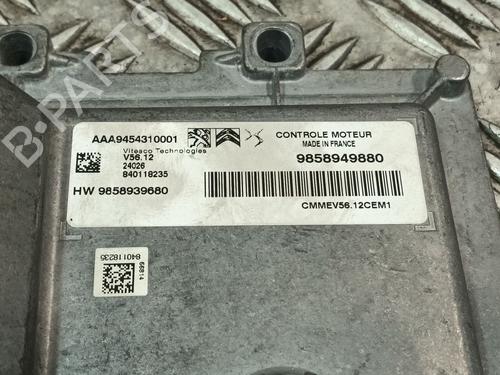 AAA9454310001
Vitesco Technologies
V56.12
24026
840118235
HW 9858939680
CONTROLE MOTEUR
MADE IN FRANCE
9858949880
CMMEV56.12CEM1
66814
840118235
B-PARTS